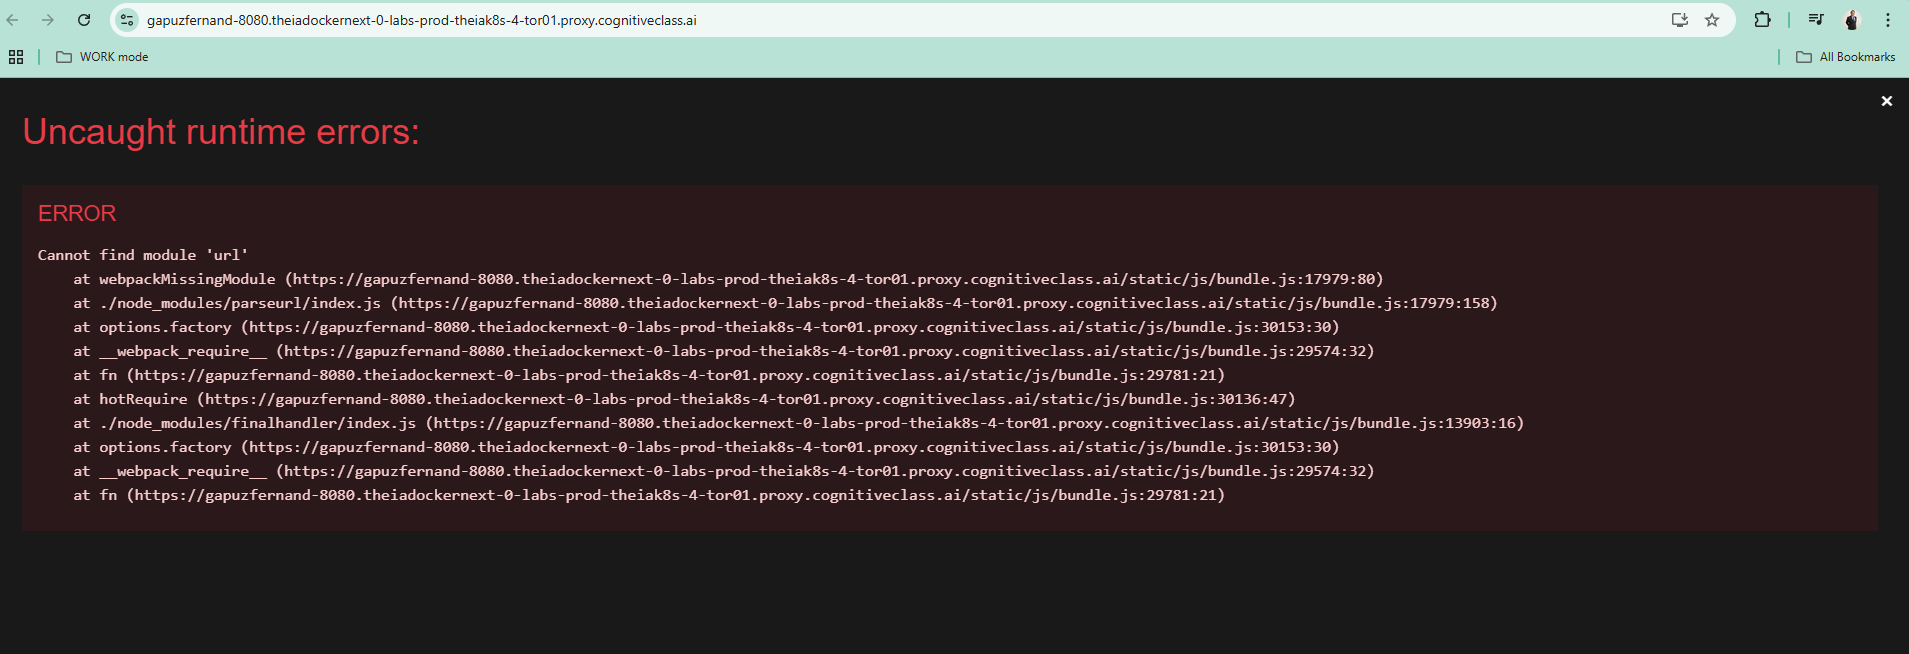 gapuzfernand-8080.theiadockernext-0-labs-prod-theiak8s-4-tor01.proxy.cognitiveclass.ai
WORK mode
All Bookmarks
Uncaught runtime errors:
ERROR
Cannot find module 'url'
at webpackMissingModule (https://gapuzfernand-8080.theiadockernext-0-labs-prod-theiak8s-4-tor01.proxy.cognitiveclass.ai/static/js/bundle.js:17979:80)
at ./node_modules/parseurl/index.js (https://gapuzfernand-8080.theiadockernext-0-labs-prod-theiak8s-4-tor01.proxy.cognitiveclass.ai/static/js/bundle.js:17979:158)
at options.factory (https://gapuzfernand-8080.theiadockernext-0-labs-prod-theiak8s-4-tor01.proxy.cognitiveclass.ai/static/js/bundle.js:30153:30)
at __webpack_require__ (https://gapuzfernand-8080.theiadockernext-0-labs-prod-theiak8s-4-tor01.proxy.cognitiveclass.ai/static/js/bundle.js:29574:32)
at fn (https://gapuzfernand-8080.theiadockernext-0-labs-prod-theiak8s-4-tor01.proxy.cognitiveclass.ai/static/js/bundle.js:29781:21)
at hotRequire (https://gapuzfernand-8080.theiadockernext-0-labs-prod-theiak8s-4-tor01.proxy.cognitiveclass.ai/static/js/bundle.js:30136:47)
at ./node_modules/finalhandler/index.js (https://gapuzfernand-8080.theiadockernext-0-labs-prod-theiak8s-4-tor01.proxy.cognitiveclass.ai/static/js/bundle.js:13903:16)
at options.factory (https://gapuzfernand-8080.theiadockernext-0-labs-prod-theiak8s-4-tor01.proxy.cognitiveclass.ai/static/js/bundle.js:30153:30)
at __webpack_require__ (https://gapuzfernand-8080.theiadockernext-0-labs-prod-theiak8s-4-tor01.proxy.cognitiveclass.ai/static/js/bundle.js:29574:32)
at fn (https://gapuzfernand-8080.theiadockernext-0-labs-prod-theiak8s-4-tor01.proxy.cognitiveclass.ai/static/js/bundle.js:29781:21)